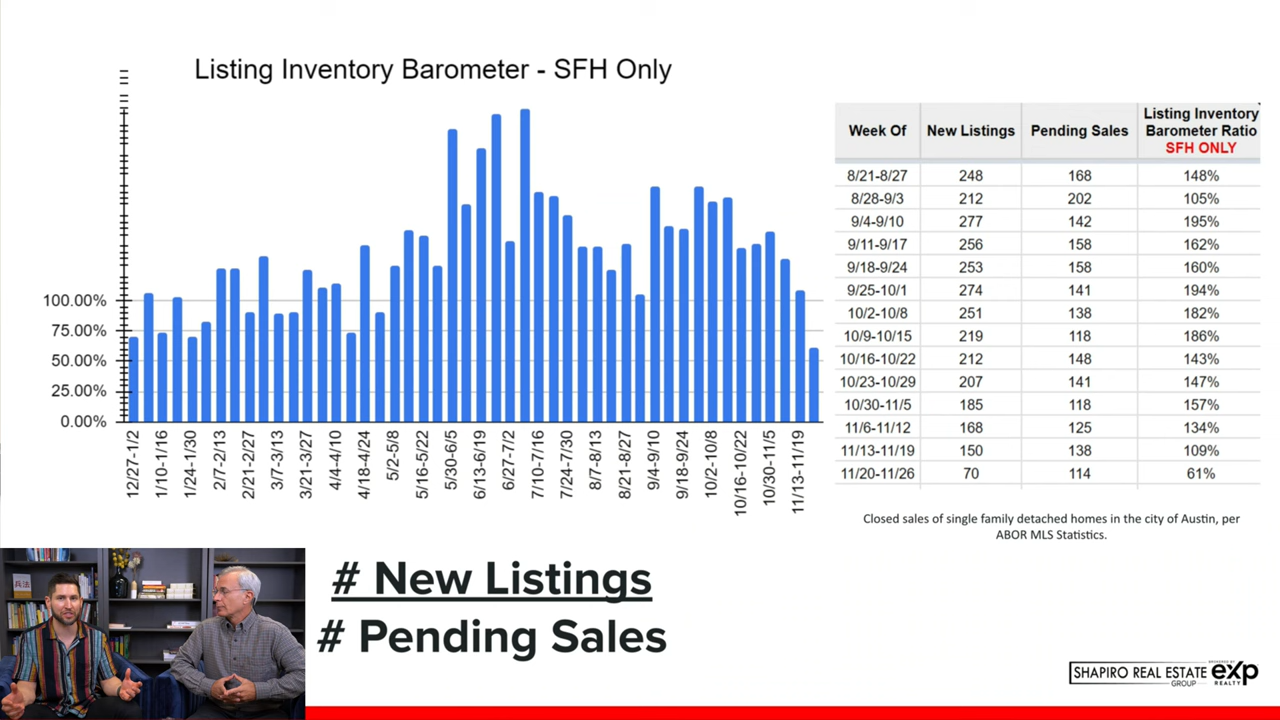 Listing Inventory Barometer - SFH Only
100.00%
75.00%
50.00%
25.00%
0.00%
12/27-1/2
1/10-1/16
1/24-1/30
2/7-2/13
2/21-2/27
3/7-3/13
3/21-3/27
4/4-4/10
4/18-4/24
5/2-5/8
5/16-5/22
5/30-6/5
6/13-6/19
6/27-7/2
7/10-7/16
7/24-7/30
8/7-8/13
8/21-8/27
9/4-9/10
9/18-9/24
10/2-10/8
10/16-10/22
10/30-11/5
11/13-11/19
Week Of New Listings Pending Sales Listing Inventory Barometer Ratio SFH ONLY
8/21-8/27 248 168 148%
8/28-9/3 212 202 105%
9/4-9/10 277 142 195%
9/11-9/17 256 158 162%
9/18-9/24 253 158 160%
9/25-10/1 274 141 194%
10/2-10/8 251 138 182%
10/9-10/15 219 118 186%
10/16-10/22 212 148 143%
10/23-10/29 207 141 147%
10/30-11/5 185 118 157%
11/6-11/12 168 125 134%
11/13-11/19 150 138 109%
11/20-11/26 70 114 61%
Closed sales of single family detached homes in the city of Austin, per
ABOR MLS Statistics.
兵法
# New Listings
# Pending Sales
SHAPIRO REAL ESTATE
GROUP
exp
REALTY